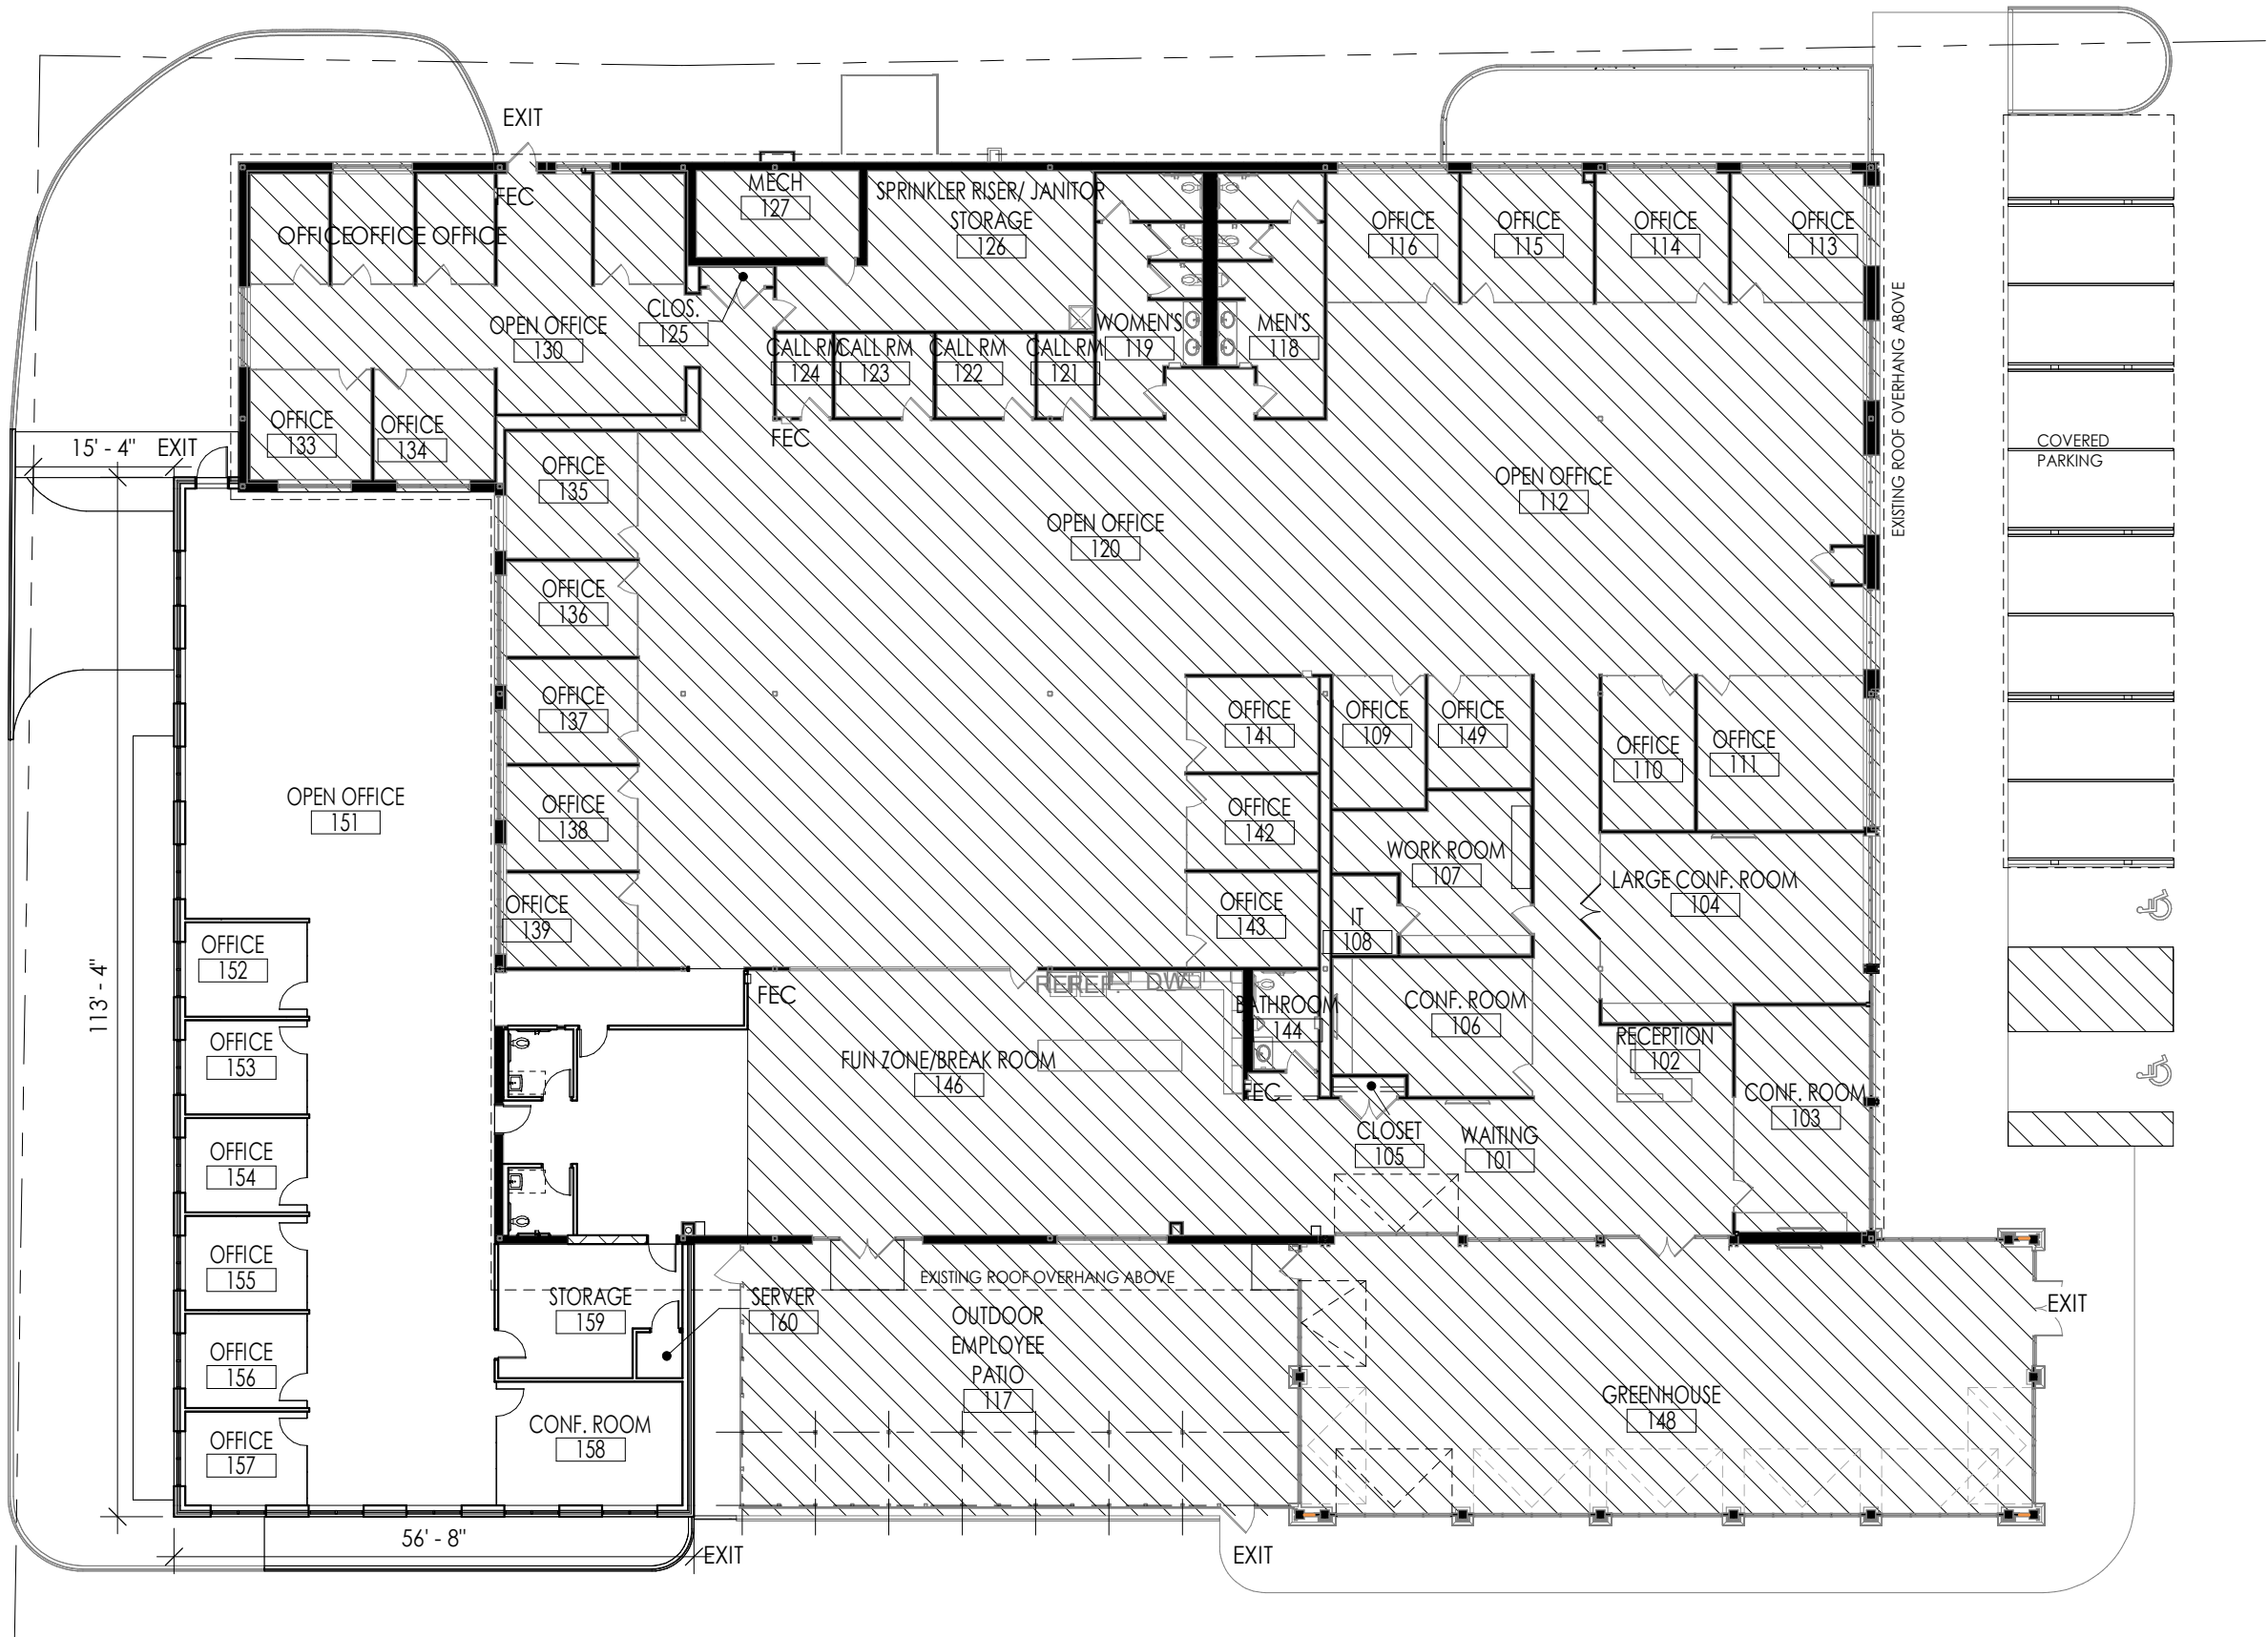 EXIT
FEC
MECH
127
SPRINKLER RISER/ JANITOR
STORAGE
126
OFFICE
116
OFFICE
115
OFFICE
114
OFFICE
113
OFFICE
OFFICE
OFFICE
OPEN OFFICE
130
CLOS.
125
WOMEN'S
119
MEN'S
118
CALL RM
124
CALL RM
123
CALL RM
122
CALL RM
121
EXISTING ROOF OVERHANG ABOVE
OFFICE
133
OFFICE
134
FEC
15' - 4"
EXIT
COVERED
PARKING
OFFICE
135
OPEN OFFICE
112
OPEN OFFICE
120
OFFICE
136
OFFICE
137
OFFICE
141
OFFICE
109
OFFICE
149
OFFICE
110
OFFICE
111
OPEN OFFICE
151
OFFICE
138
OFFICE
142
WORK ROOM
107
LARGE CONF. ROOM
104
OFFICE
139
OFFICE
143
IT
108
OFFICE
152
113' - 4"
FEC
REF.
DW
BATHROOM
144
CONF. ROOM
106
OFFICE
153
FUN ZONE/BREAK ROOM
146
FEC
RECEPTION
102
CONF. ROOM
103
OFFICE
154
CLOSET
105
WAITING
101
OFFICE
155
STORAGE
159
SERVER
160
EXISTING ROOF OVERHANG ABOVE
OUTDOOR
EMPLOYEE
PATIO
117
EXIT
OFFICE
156
GREENHOUSE
148
OFFICE
157
CONF. ROOM
158
56' - 8"
EXIT
EXIT